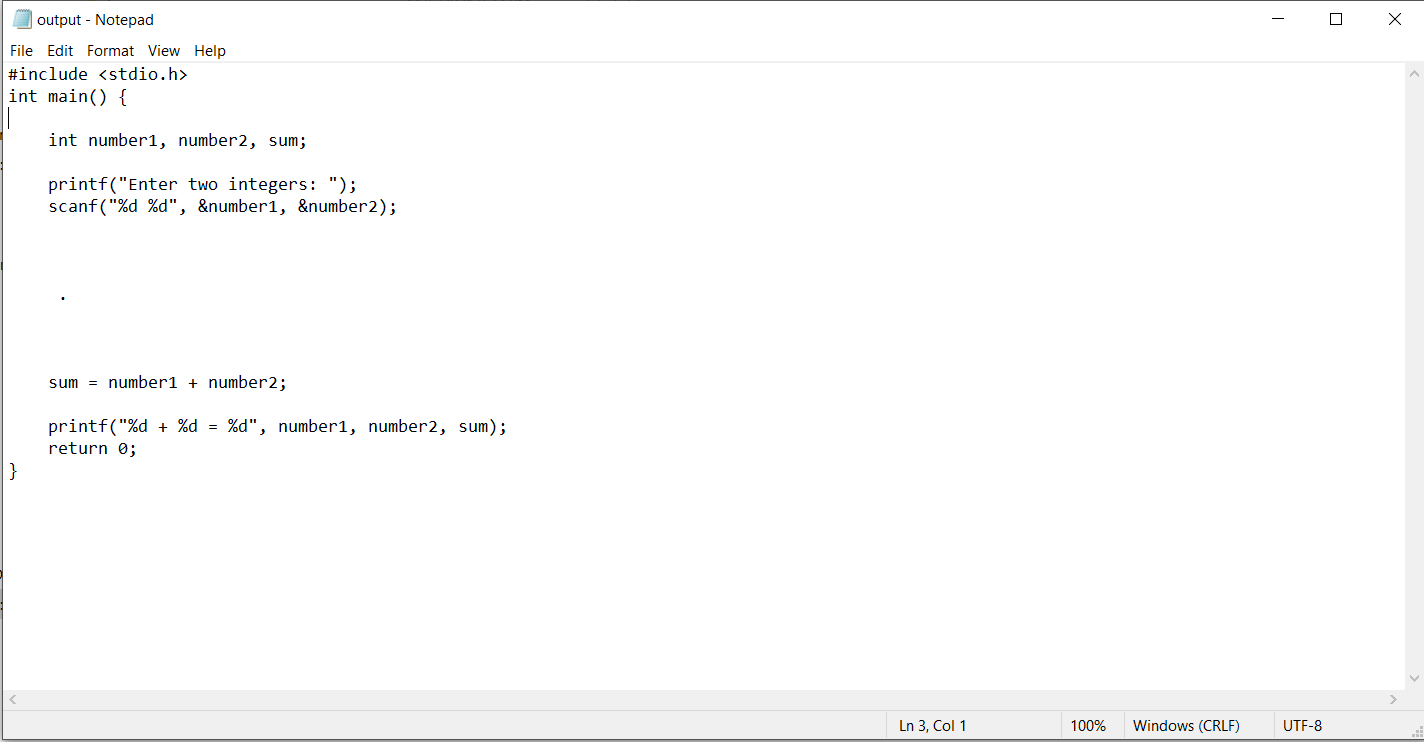 output - Notepad
File Edit Format View Help
#include <stdio.h>
int main() {
int number1, number2, sum;
printf("Enter two integers: ");
scanf("%d %d", &number1, &number2);
.
sum = number1 + number2;
printf("%d + %d = %d", number1, number2, sum);
return 0;
}
Ln 3, Col 1 100% Windows (CRLF) UTF-8